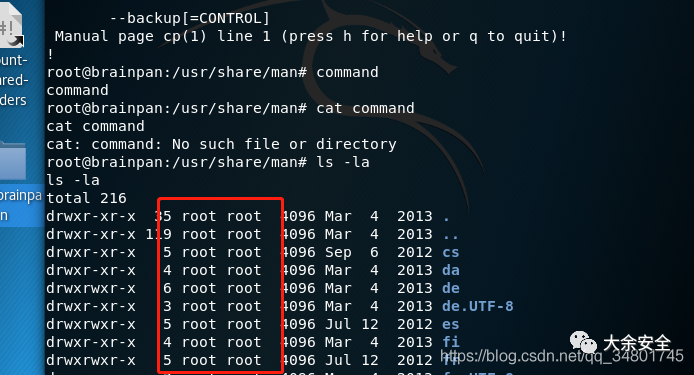 --backup[=CONTROL]
Manual page cp(1) line 1 (press h for help or q to quit)!
!
root@brainpan:/usr/share/man# command
command
root@brainpan:/usr/share/man# cat command
cat command
cat: command: No such file or directory
root@brainpan:/usr/share/man# ls -la
ls -la
total 216
drwxr-xr-x 35 root root 4096 Mar 4 2013 .
drwxr-xr-x 119 root root 4096 Mar 4 2013 ..
drwxr-xr-x 5 root root 4096 Sep 6 2012 cs
drwxrwxr-x 4 root root 4096 Mar 4 2013 da
drwxrwxr-x 6 root root 4096 Mar 4 2013 de
drwxr-xr-x 3 root root 4096 Mar 4 2013 de.UTF-8
drwxr-xr-x 5 root root 4096 Jul 12 2012 es
drwxr-xr-x 4 root root 4096 Mar 4 2013 fi
drwxrwxr-x 5 root root 4096 Jul 12 2012
ount-
ared-
ders
brainpa
n
大余安全
https://blog.csdn.net/qq_34801745